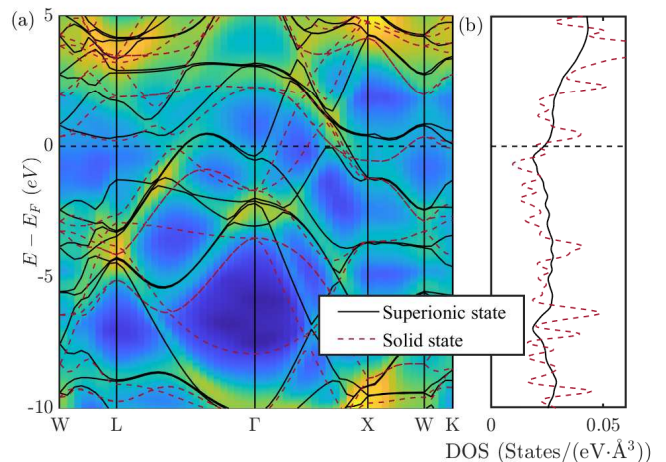 (a)
(b)
5
0
-5
-10
E − E_F (eV)
Superionic state
Solid state
W L Γ X W K
0 0.05
DOS (States/(eV·Å³))